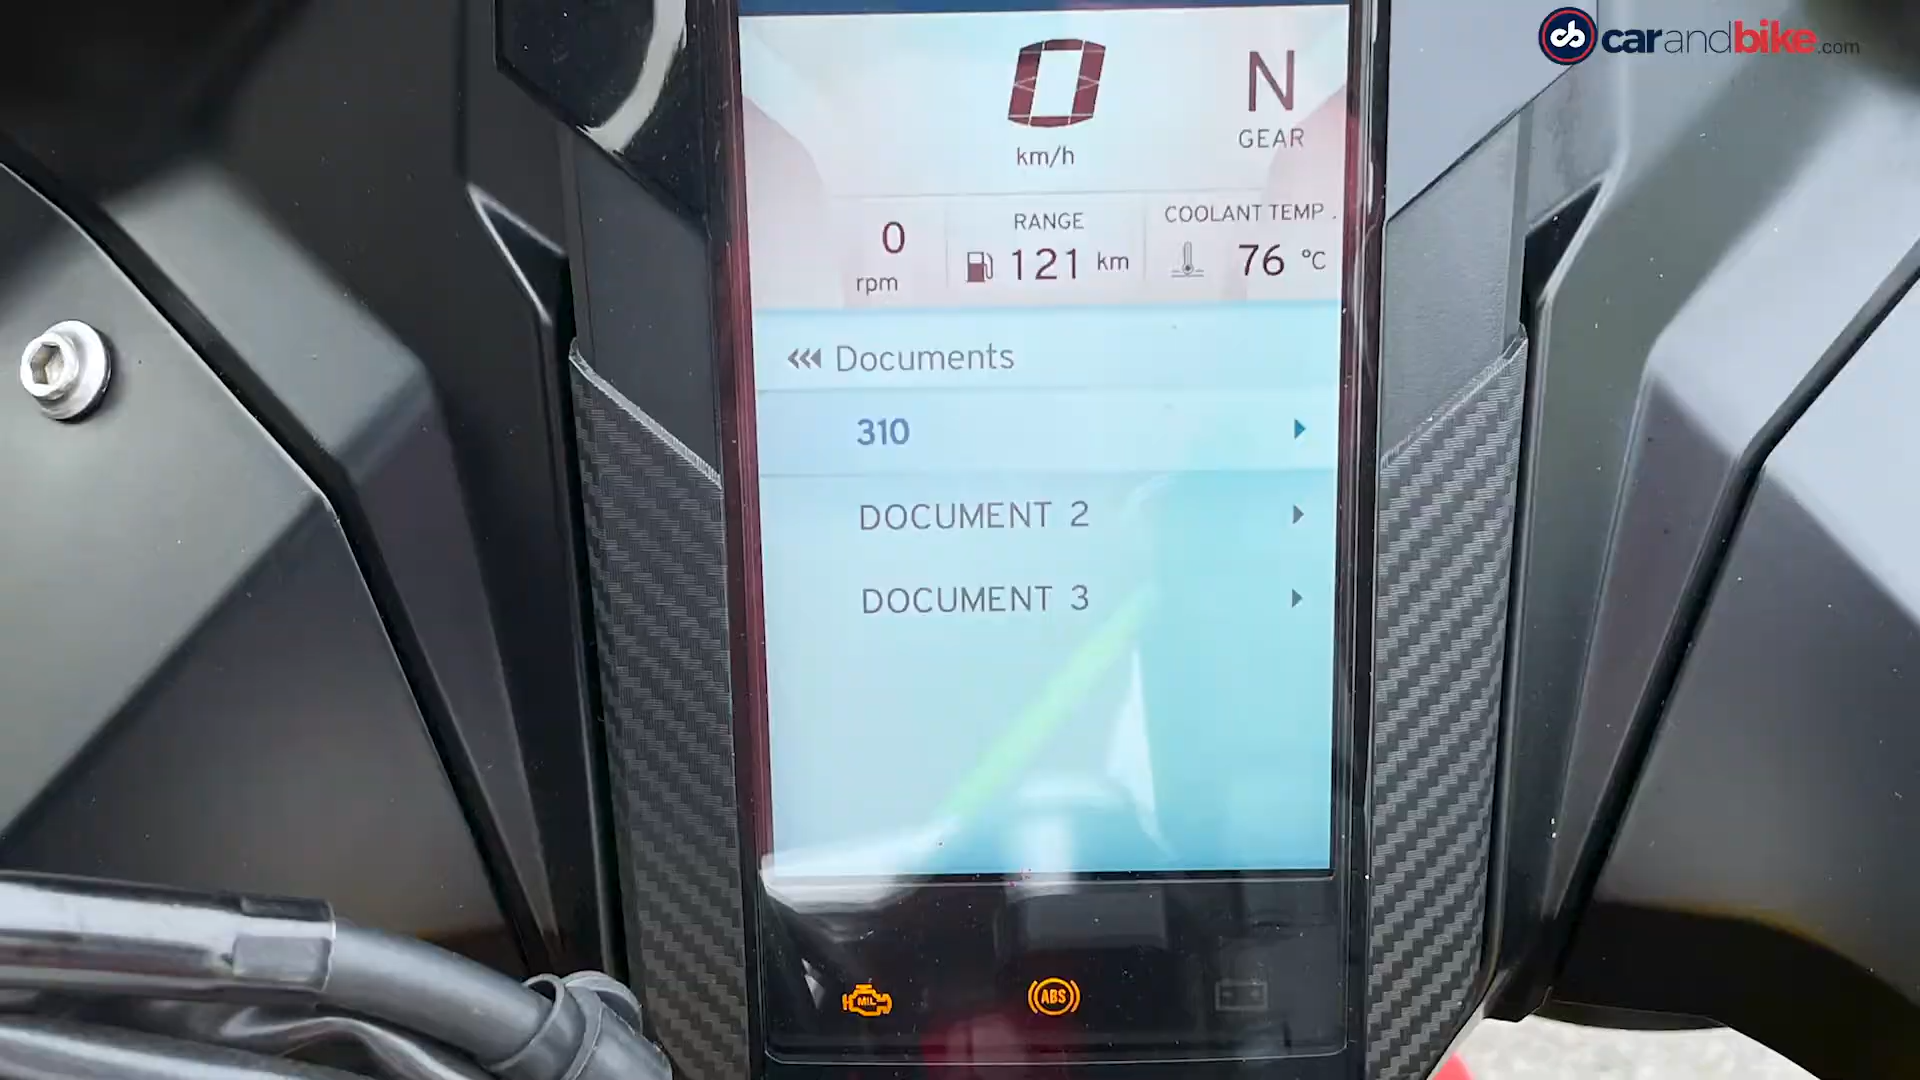 carandbike.com
0
km/h
N
GEAR
0
rpm
RANGE
121 km
COOLANT TEMP.
76 °C
Documents
310
DOCUMENT 2
DOCUMENT 3
MIL
ABS